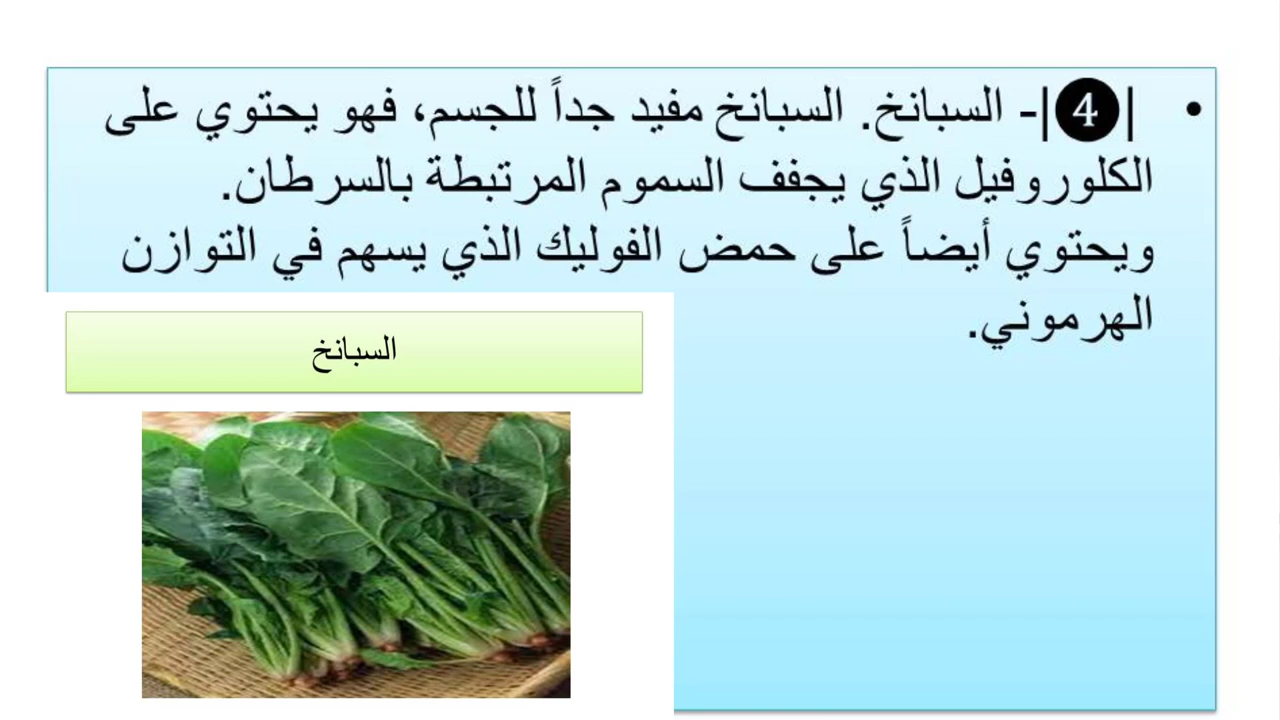 • |❹|- السبانخ. السبانخ مفيد جداً للجسم، فهو يحتوي على
الكلوروفيل الذي يجفف السموم المرتبطة بالسرطان.
ويحتوي أيضاً على حمض الفوليك الذي يسهم في التوازن
الهرموني.
السبانخ